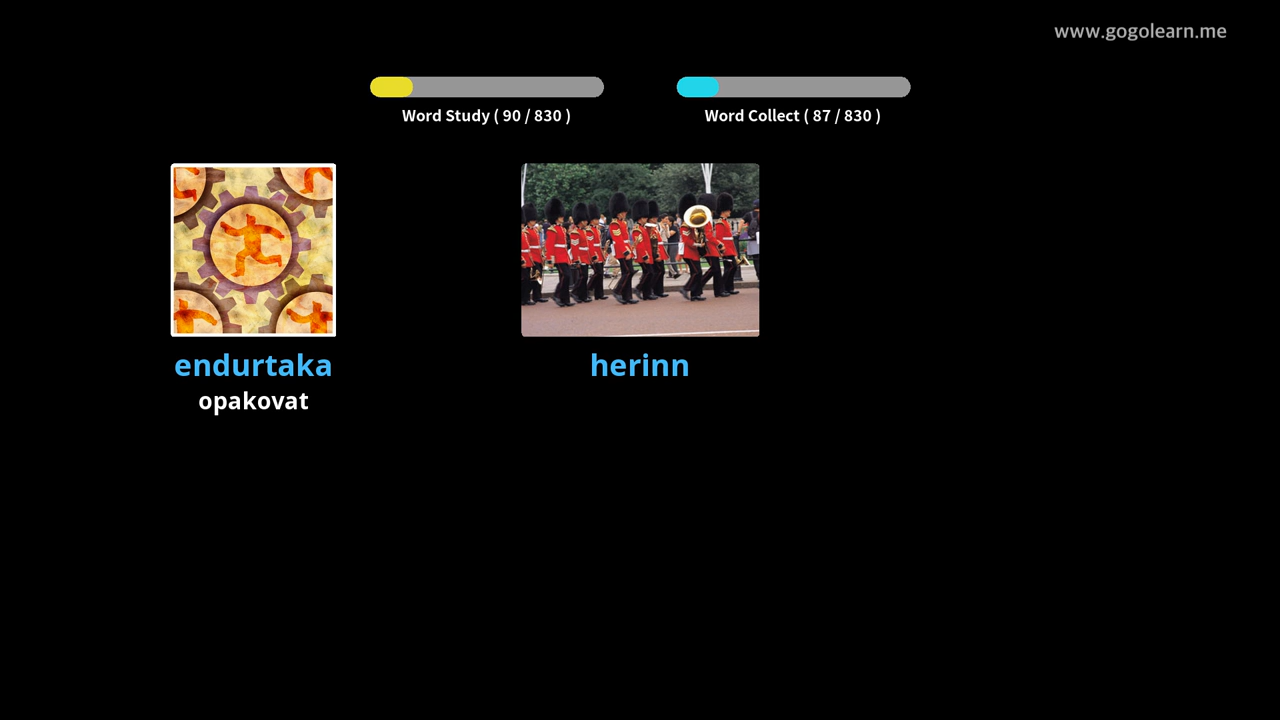 www.gogolearn.me
Word Study ( 90 / 830 )
Word Collect ( 87 / 830 )
endurtaka
opakovat
herinn